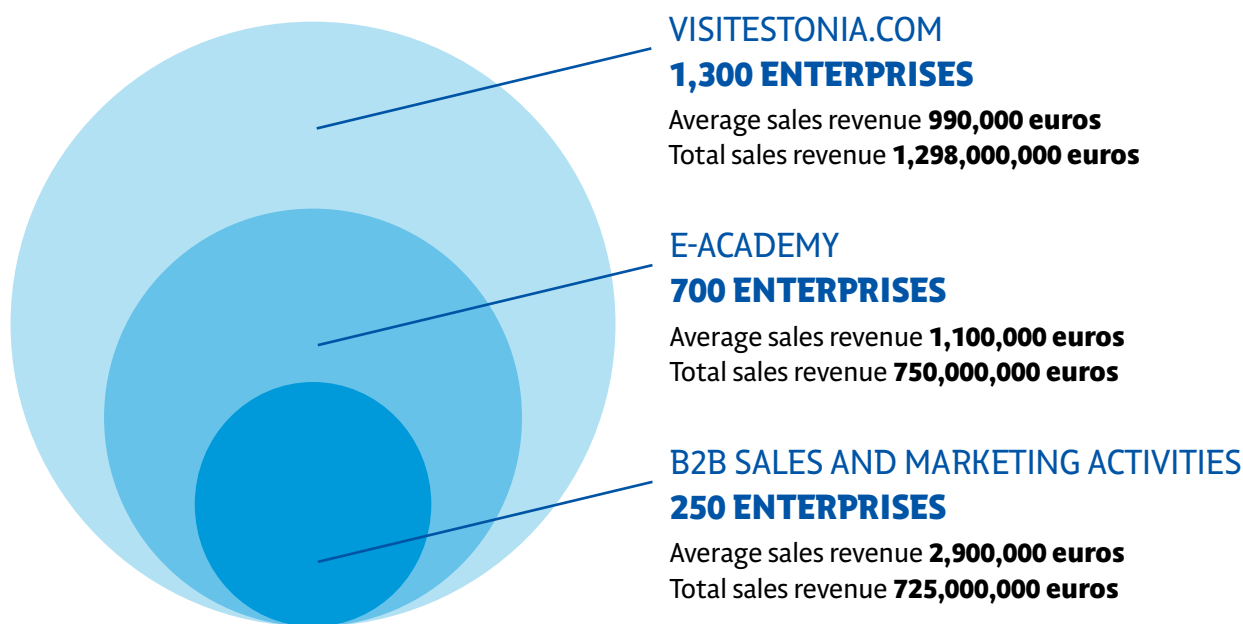 VISITESTONIA.COM
1,300 ENTERPRISES
Average sales revenue 990,000 euros
Total sales revenue 1,298,000,000 euros
E-ACADEMY
700 ENTERPRISES
Average sales revenue 1,100,000 euros
Total sales revenue 750,000,000 euros
B2B SALES AND MARKETING ACTIVITIES
250 ENTERPRISES
Average sales revenue 2,900,000 euros
Total sales revenue 725,000,000 euros